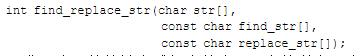 int find_replace_str(char str[],
const char find_str[],
const char replace_str[]);